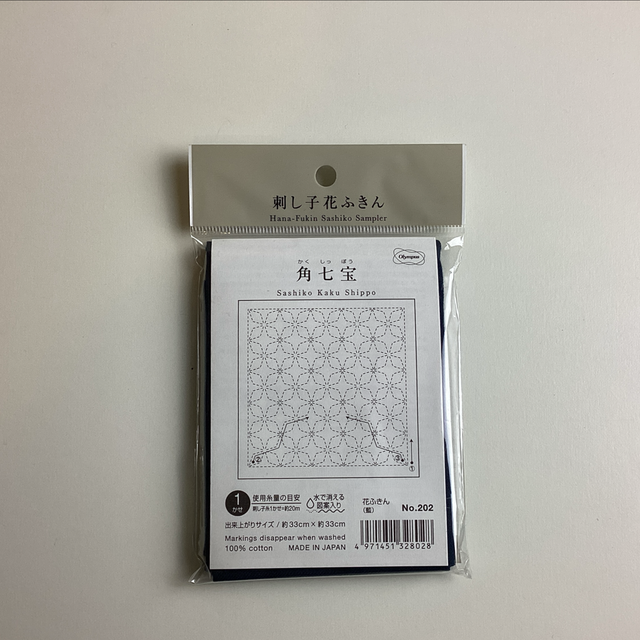 刺し子花ふきん
Hana-Fukin Sashiko Sampler
Olympus
かく しっ ぽう
角七宝
Sashiko Kaku Shippo
1
かせ
使用糸量の目安
刺し子糸1かせ=約20m
水で消える
図案入り
花ふきん
(藍)
No.202
出来上がりサイズ/約33cm×約33cm
Markings disappear when washed
100% cotton
MADE IN JAPAN
4 971451 328028